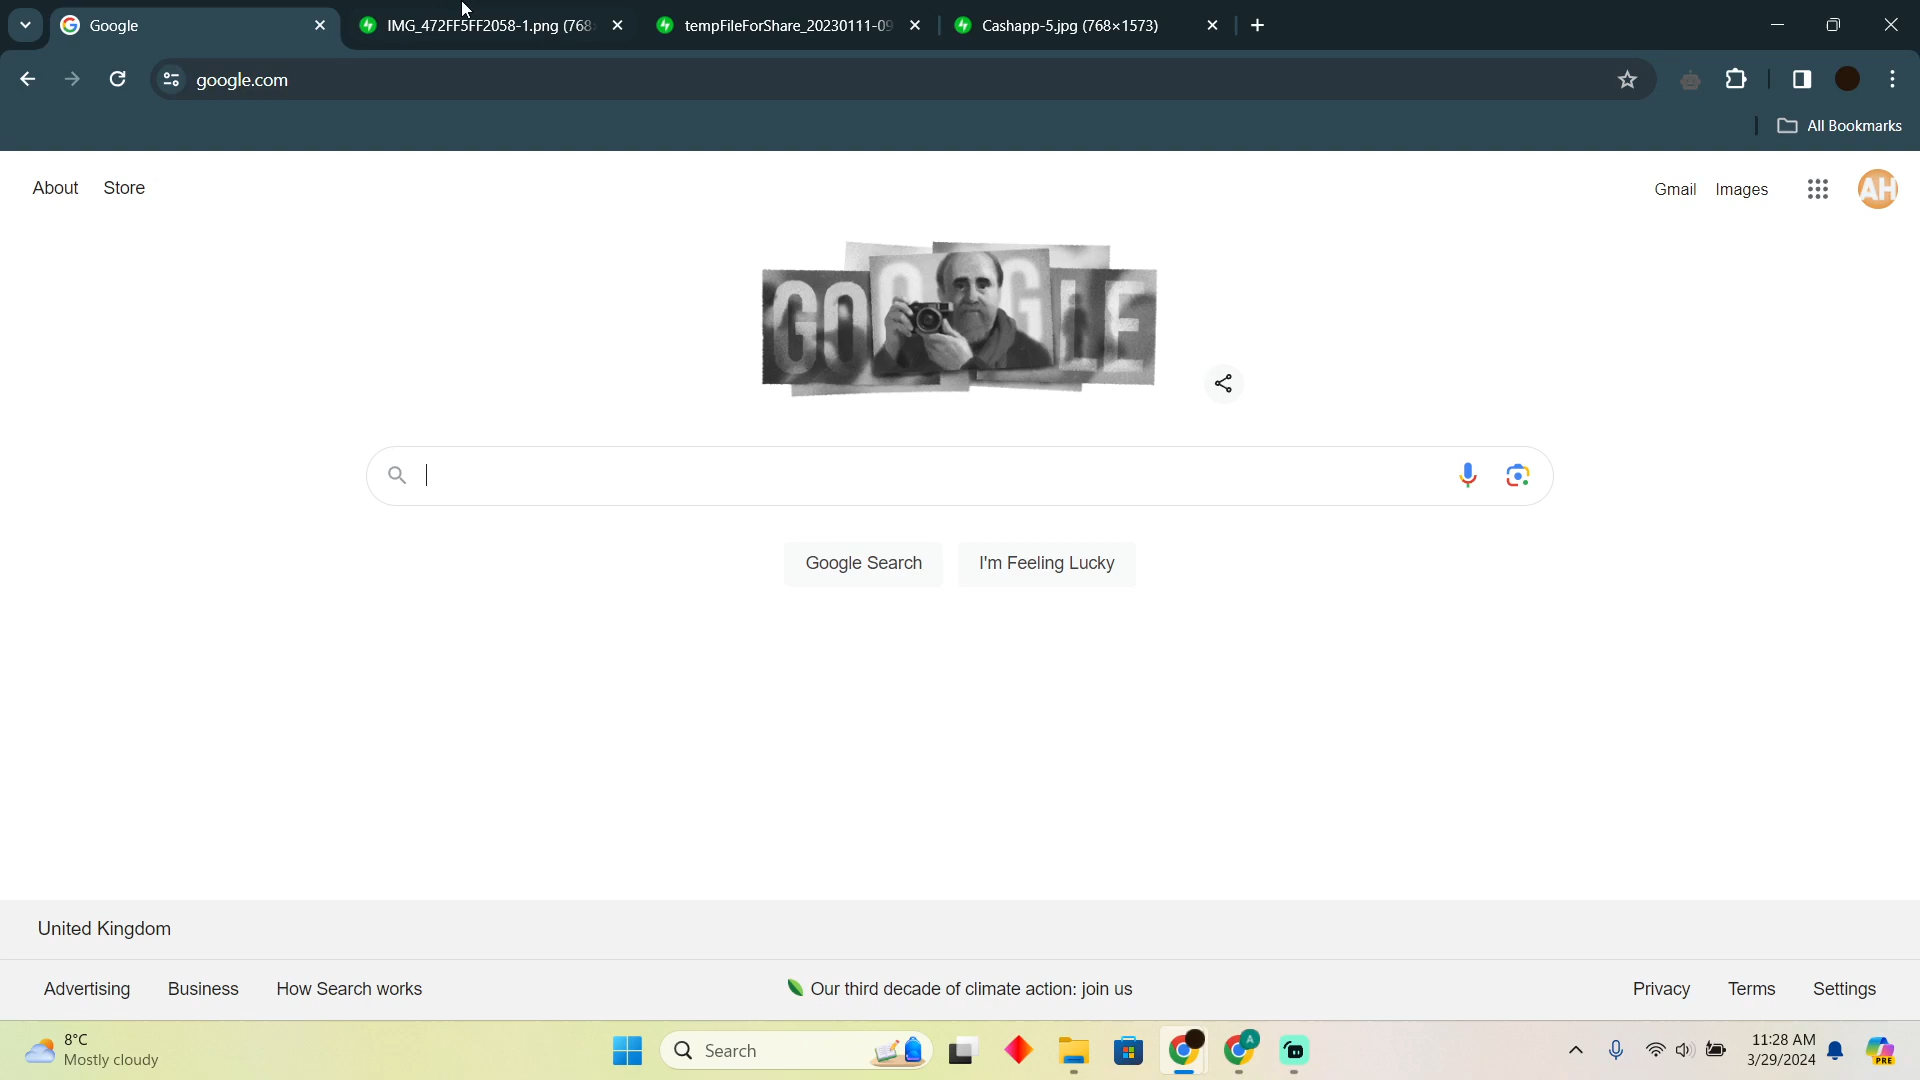 Google
IMG_472FF5FF2058-1.png (768
tempFileForShare_20230111-09
Cashapp-5.jpg (768×1573)
google.com
All Bookmarks
About Store
Gmail Images
AH
GOOGLE
Google Search I'm Feeling Lucky
United Kingdom
Advertising Business How Search works
Our third decade of climate action: join us
Privacy Terms Settings
8°C
Mostly cloudy
Search
A
11:28 AM
3/29/2024
PRE